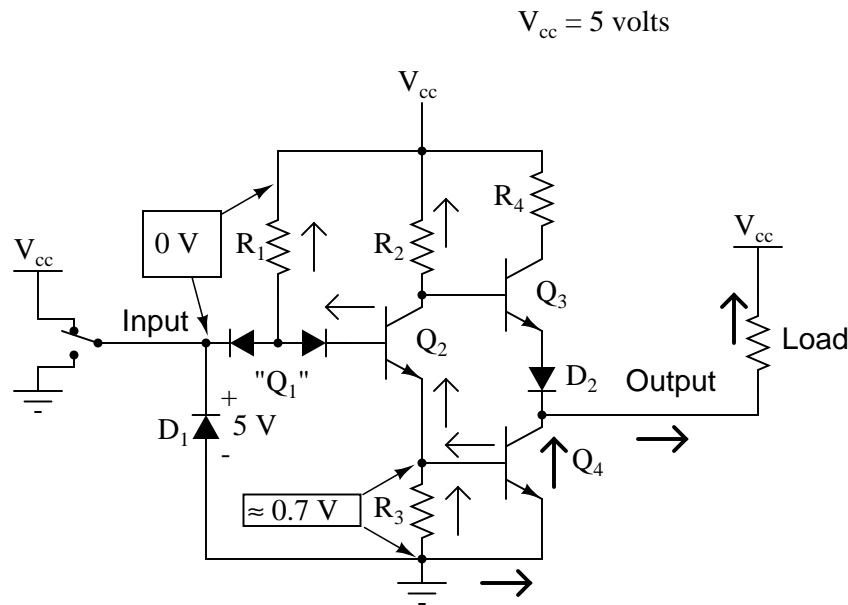 Vcc = 5 volts
Vcc
R4
0 V
R1
R2
Vcc
Vcc
Input
Q3
Q2
Load
"Q1"
D2
Output
+
D1
5 V
-
Q4
≈ 0.7 V
R3